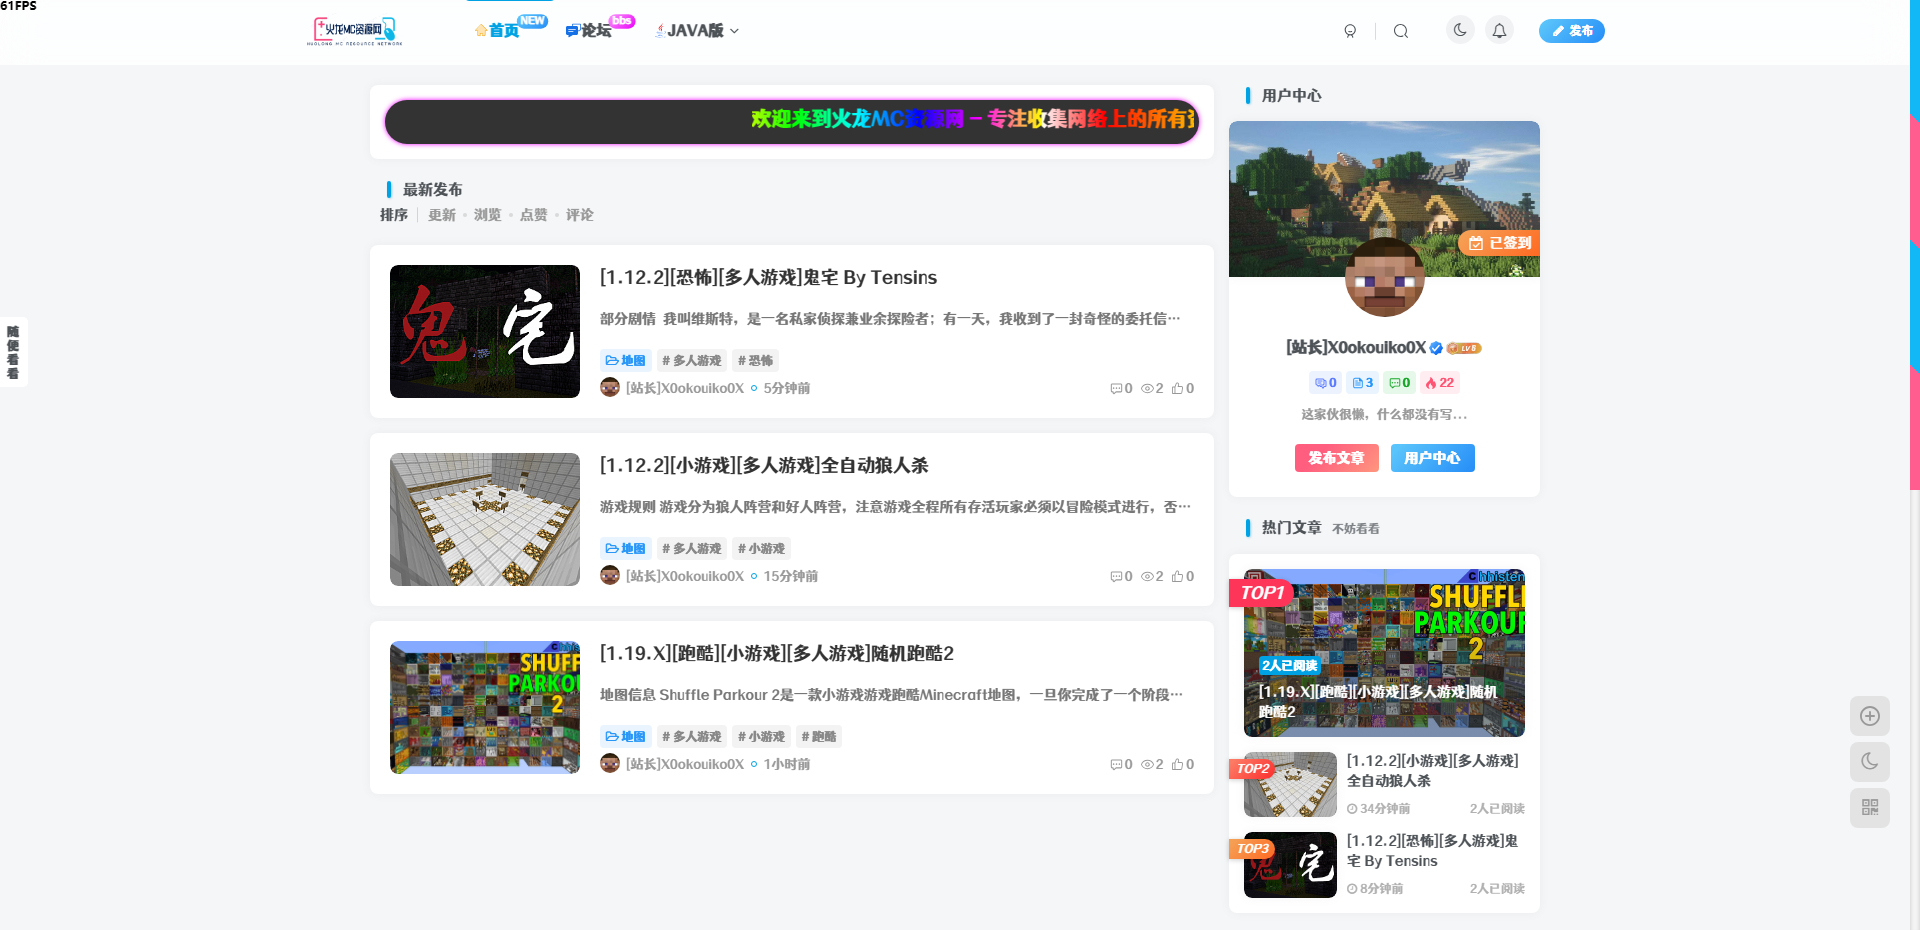 61FPS
火龙MC资源网
HUOLONG MC RESOURCE NETWORK
首页 NEW
论坛 bbs
JAVA版
发布
欢迎来到火龙MC资源网 - 专注收集网络上的所有
最新发布
排序 更新 浏览 点赞 评论
随便看看
鬼宅
[1.12.2][恐怖][多人游戏]鬼宅 By Tensins
部分剧情 我叫维斯特，是一名私家侦探兼业余探险者；有一天，我收到了一封奇怪的委托信…
地图 # 多人游戏 # 恐怖
[站长]X0okouiko0X 5分钟前 0 2 0
[1.12.2][小游戏][多人游戏]全自动狼人杀
游戏规则 游戏分为狼人阵营和好人阵营，注意游戏全程所有存活玩家必须以冒险模式进行，否…
地图 # 多人游戏 # 小游戏
[站长]X0okouiko0X 15分钟前 0 2 0
SHUFF
PARKOU
2
[1.19.X][跑酷][小游戏][多人游戏]随机跑酷2
地图信息 Shuffle Parkour 2是一款小游戏游戏跑酷Minecraft地图，一旦你完成了一个阶段…
地图 # 多人游戏 # 小游戏 # 跑酷
[站长]X0okouiko0X 1小时前 0 2 0
用户中心
已签到
[站长]X0okouiko0X LV 8
0 3 0 22
这家伙很懒，什么都没有写...
发布文章 用户中心
热门文章 不妨看看
TOP1
hhisten
SHUFFL
PARKOUR
2
2人已阅读
[1.19.X][跑酷][小游戏][多人游戏]随机
跑酷2
TOP2
[1.12.2][小游戏][多人游戏]
全自动狼人杀
34分钟前 2人已阅读
TOP3
鬼宅
[1.12.2][恐怖][多人游戏]鬼
宅 By Tensins
8分钟前 2人已阅读